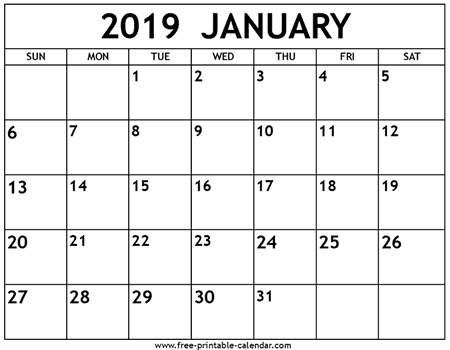 2019 JANUARY
SUN MON TUE WED THU FRI SAT
1 2 3 4 5
6 7 8 9 10 11 12
13 14 15 16 17 18 19
20 21 22 23 24 25 26
27 28 29 30 31
www.free-printable-calendar.com